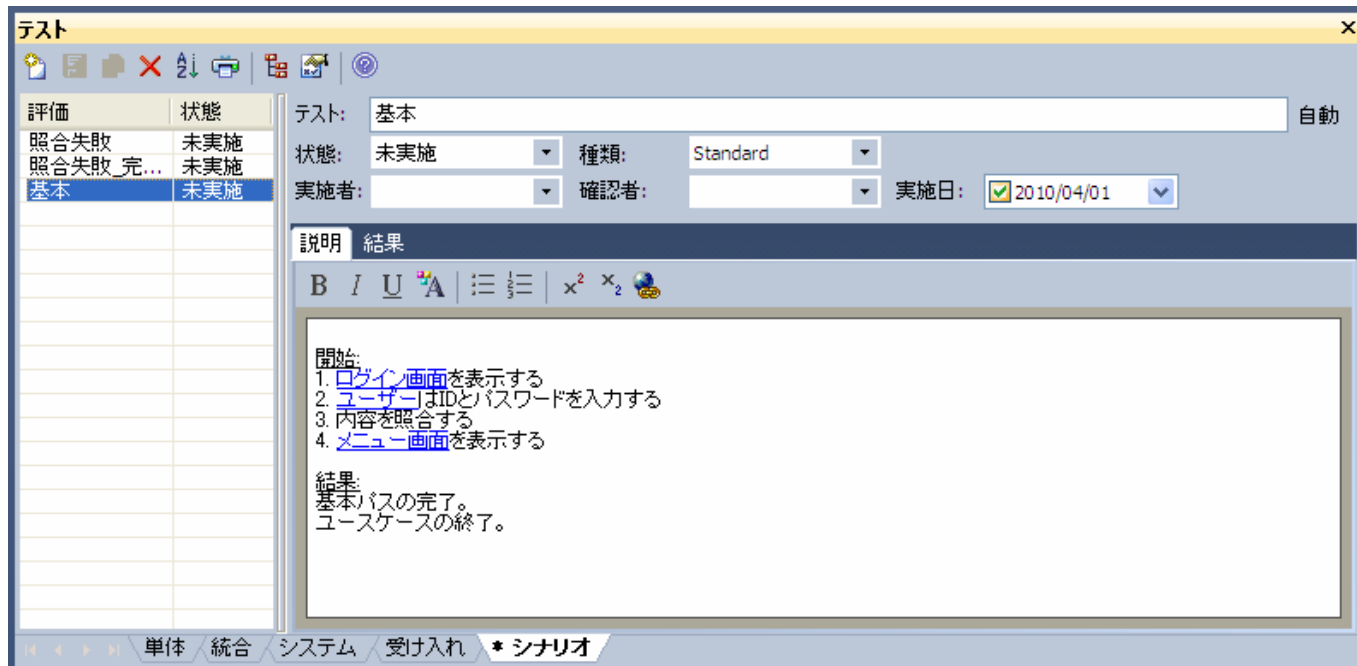 テスト
評価 状態
照合失敗 未実施
照合失敗_完... 未実施
基本 未実施
テスト: 基本 自動
状態: 未実施 種類: Standard
実施者: 確認者: 実施日: 2010/04/01
説明 結果
B I U A x² x₂
開始:
1. ログイン画面を表示する
2. ユーザーはIDとパスワードを入力する
3. 内容を照合する
4. メニュー画面を表示する
結果:
基本パスの完了。
ユースケースの終了。
単体 統合 システム 受け入れ * シナリオ